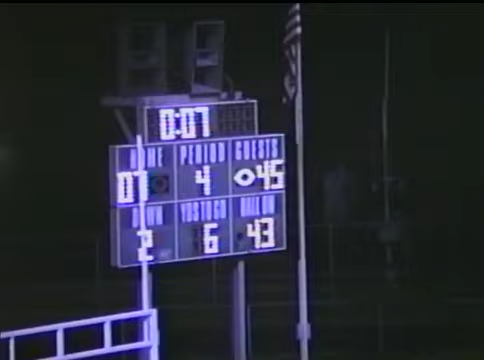 0:07
HOME PERIOD GUESTS
07 4 45
DOWN YDS TO GO BALL ON
2 6 43